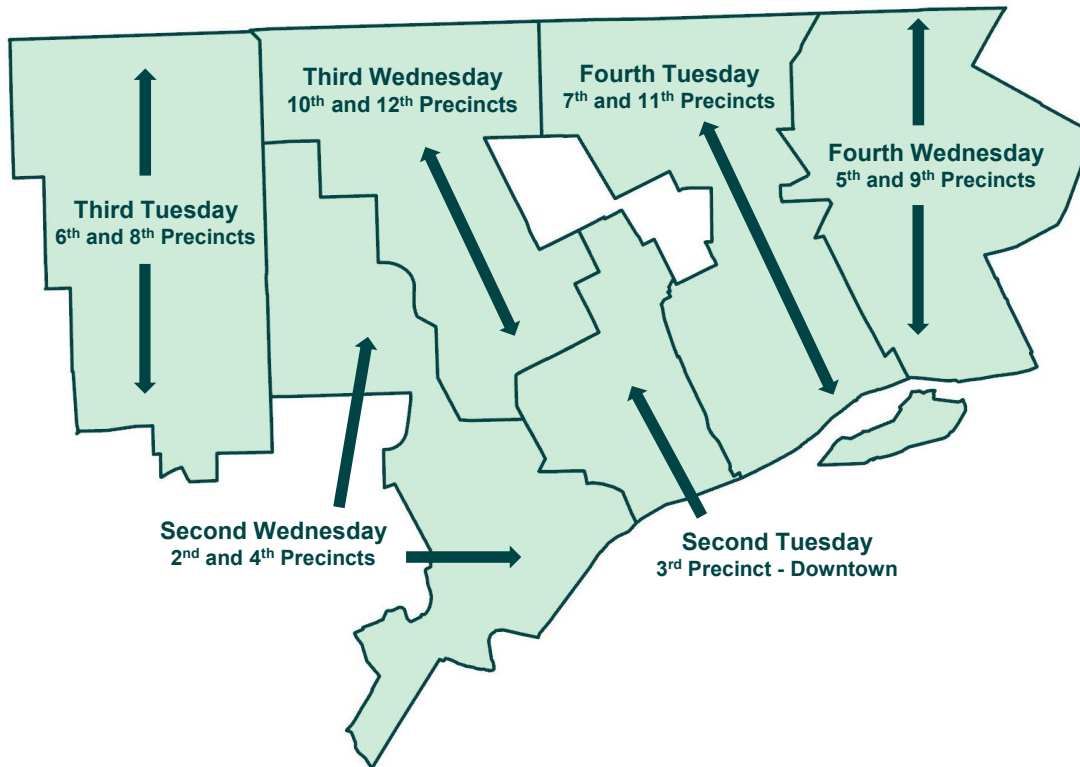 Third Wednesday
10th and 12th Precincts
Fourth Tuesday
7th and 11th Precincts
Fourth Wednesday
5th and 9th Precincts
Third Tuesday
6th and 8th Precincts
Second Wednesday
2nd and 4th Precincts
Second Tuesday
3rd Precinct - Downtown